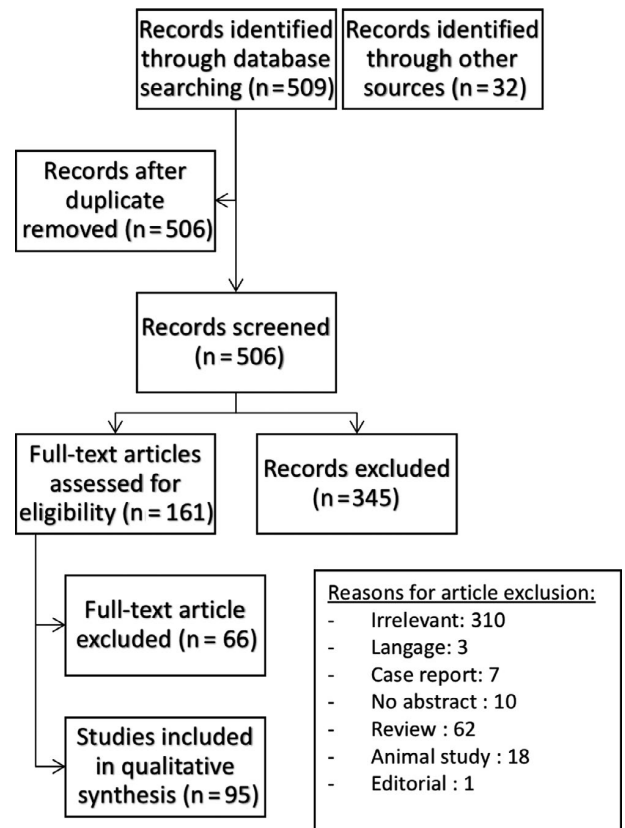 Records identified
through database
searching (n=509)
Records identified
through other
sources (n=32)
Records after
duplicate
removed (n=506)
Records screened
(n=506)
Full-text articles
assessed for
eligibility (n = 161)
Records excluded
(n=345)
Full-text article
excluded (n = 66)
Studies included
in qualitative
synthesis (n = 95)
Reasons for article exclusion:
- Irrelevant: 310
- Langage: 3
- Case report: 7
- No abstract : 10
- Review : 62
- Animal study : 18
- Editorial : 1